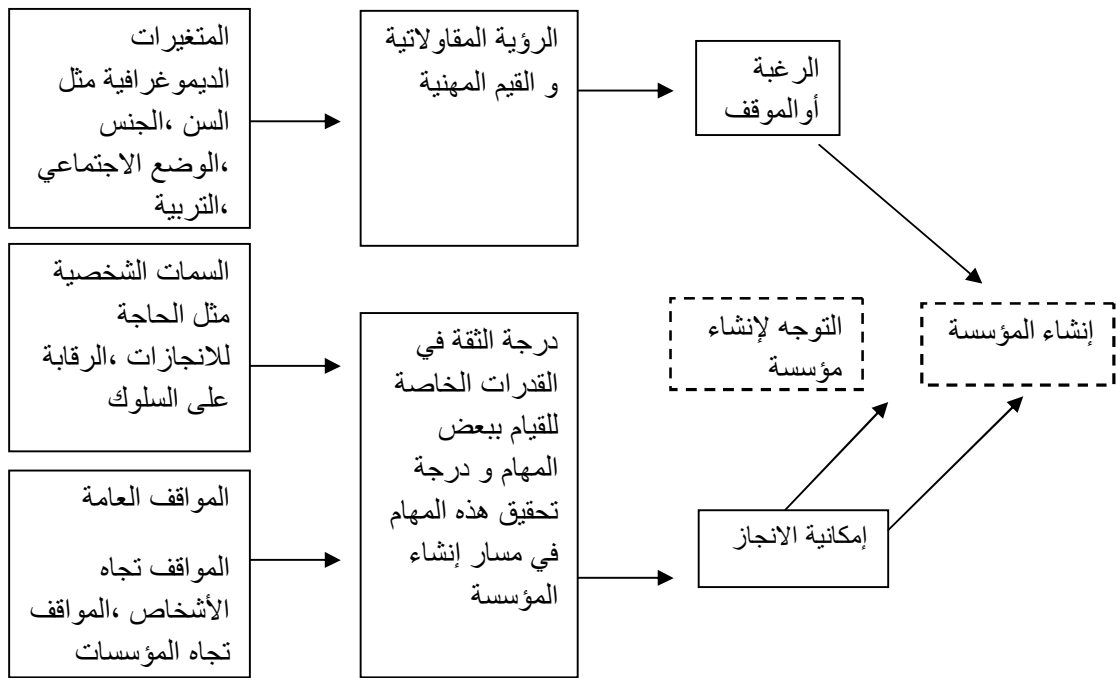 المتغيرات
الديموغرافية مثل
السن ،الجنس
،الوضع الاجتماعي
،التربية
الرؤية المقاولاتية
و القيم المهنية
الرغبة
أوالموقف
السمات الشخصية
مثل الحاجة
للانجازات ،الرقابة
على السلوك
درجة الثقة في
القدرات الخاصة
للقيام ببعض
المهام و درجة
تحقيق هذه المهام
في مسار إنشاء
المؤسسة
التوجه لإنشاء
مؤسسة
إنشاء المؤسسة
المواقف العامة
المواقف تجاه
الأشخاص ،المواقف
تجاه المؤسسات
إمكانية الانجاز